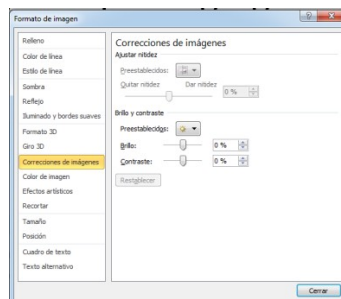 Formato de imagen
Relleno
Color de línea
Estilo de línea
Sombra
Reflejo
Iluminado y bordes suaves
Formato 3D
Giro 3D
Correcciones de imágenes
Color de imagen
Efectos artísticos
Recortar
Tamaño
Posición
Cuadro de texto
Texto alternativo
Correcciones de imágenes
Ajustar nitidez
Preestablecidos:
Quitar nitidez Dar nitidez
0 %
Brillo y contraste
Preestablecidos:
Brillo: 0 %
Contraste: 0 %
Restablecer
Cerrar